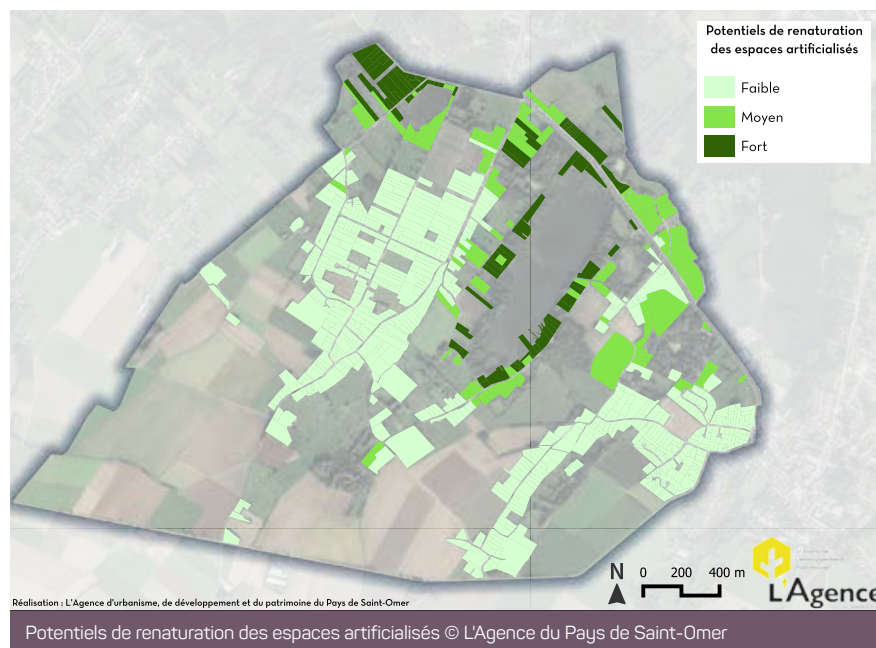 Potentiels de renaturation
des espaces artificialisés
Faible
Moyen
Fort
N
0 200 400 m
L'Agence
Réalisation : L'Agence d'urbanisme, de développement et du patrimoine du Pays de Saint-Omer
Potentiels de renaturation des espaces artificialisés © L'Agence du Pays de Saint-Omer